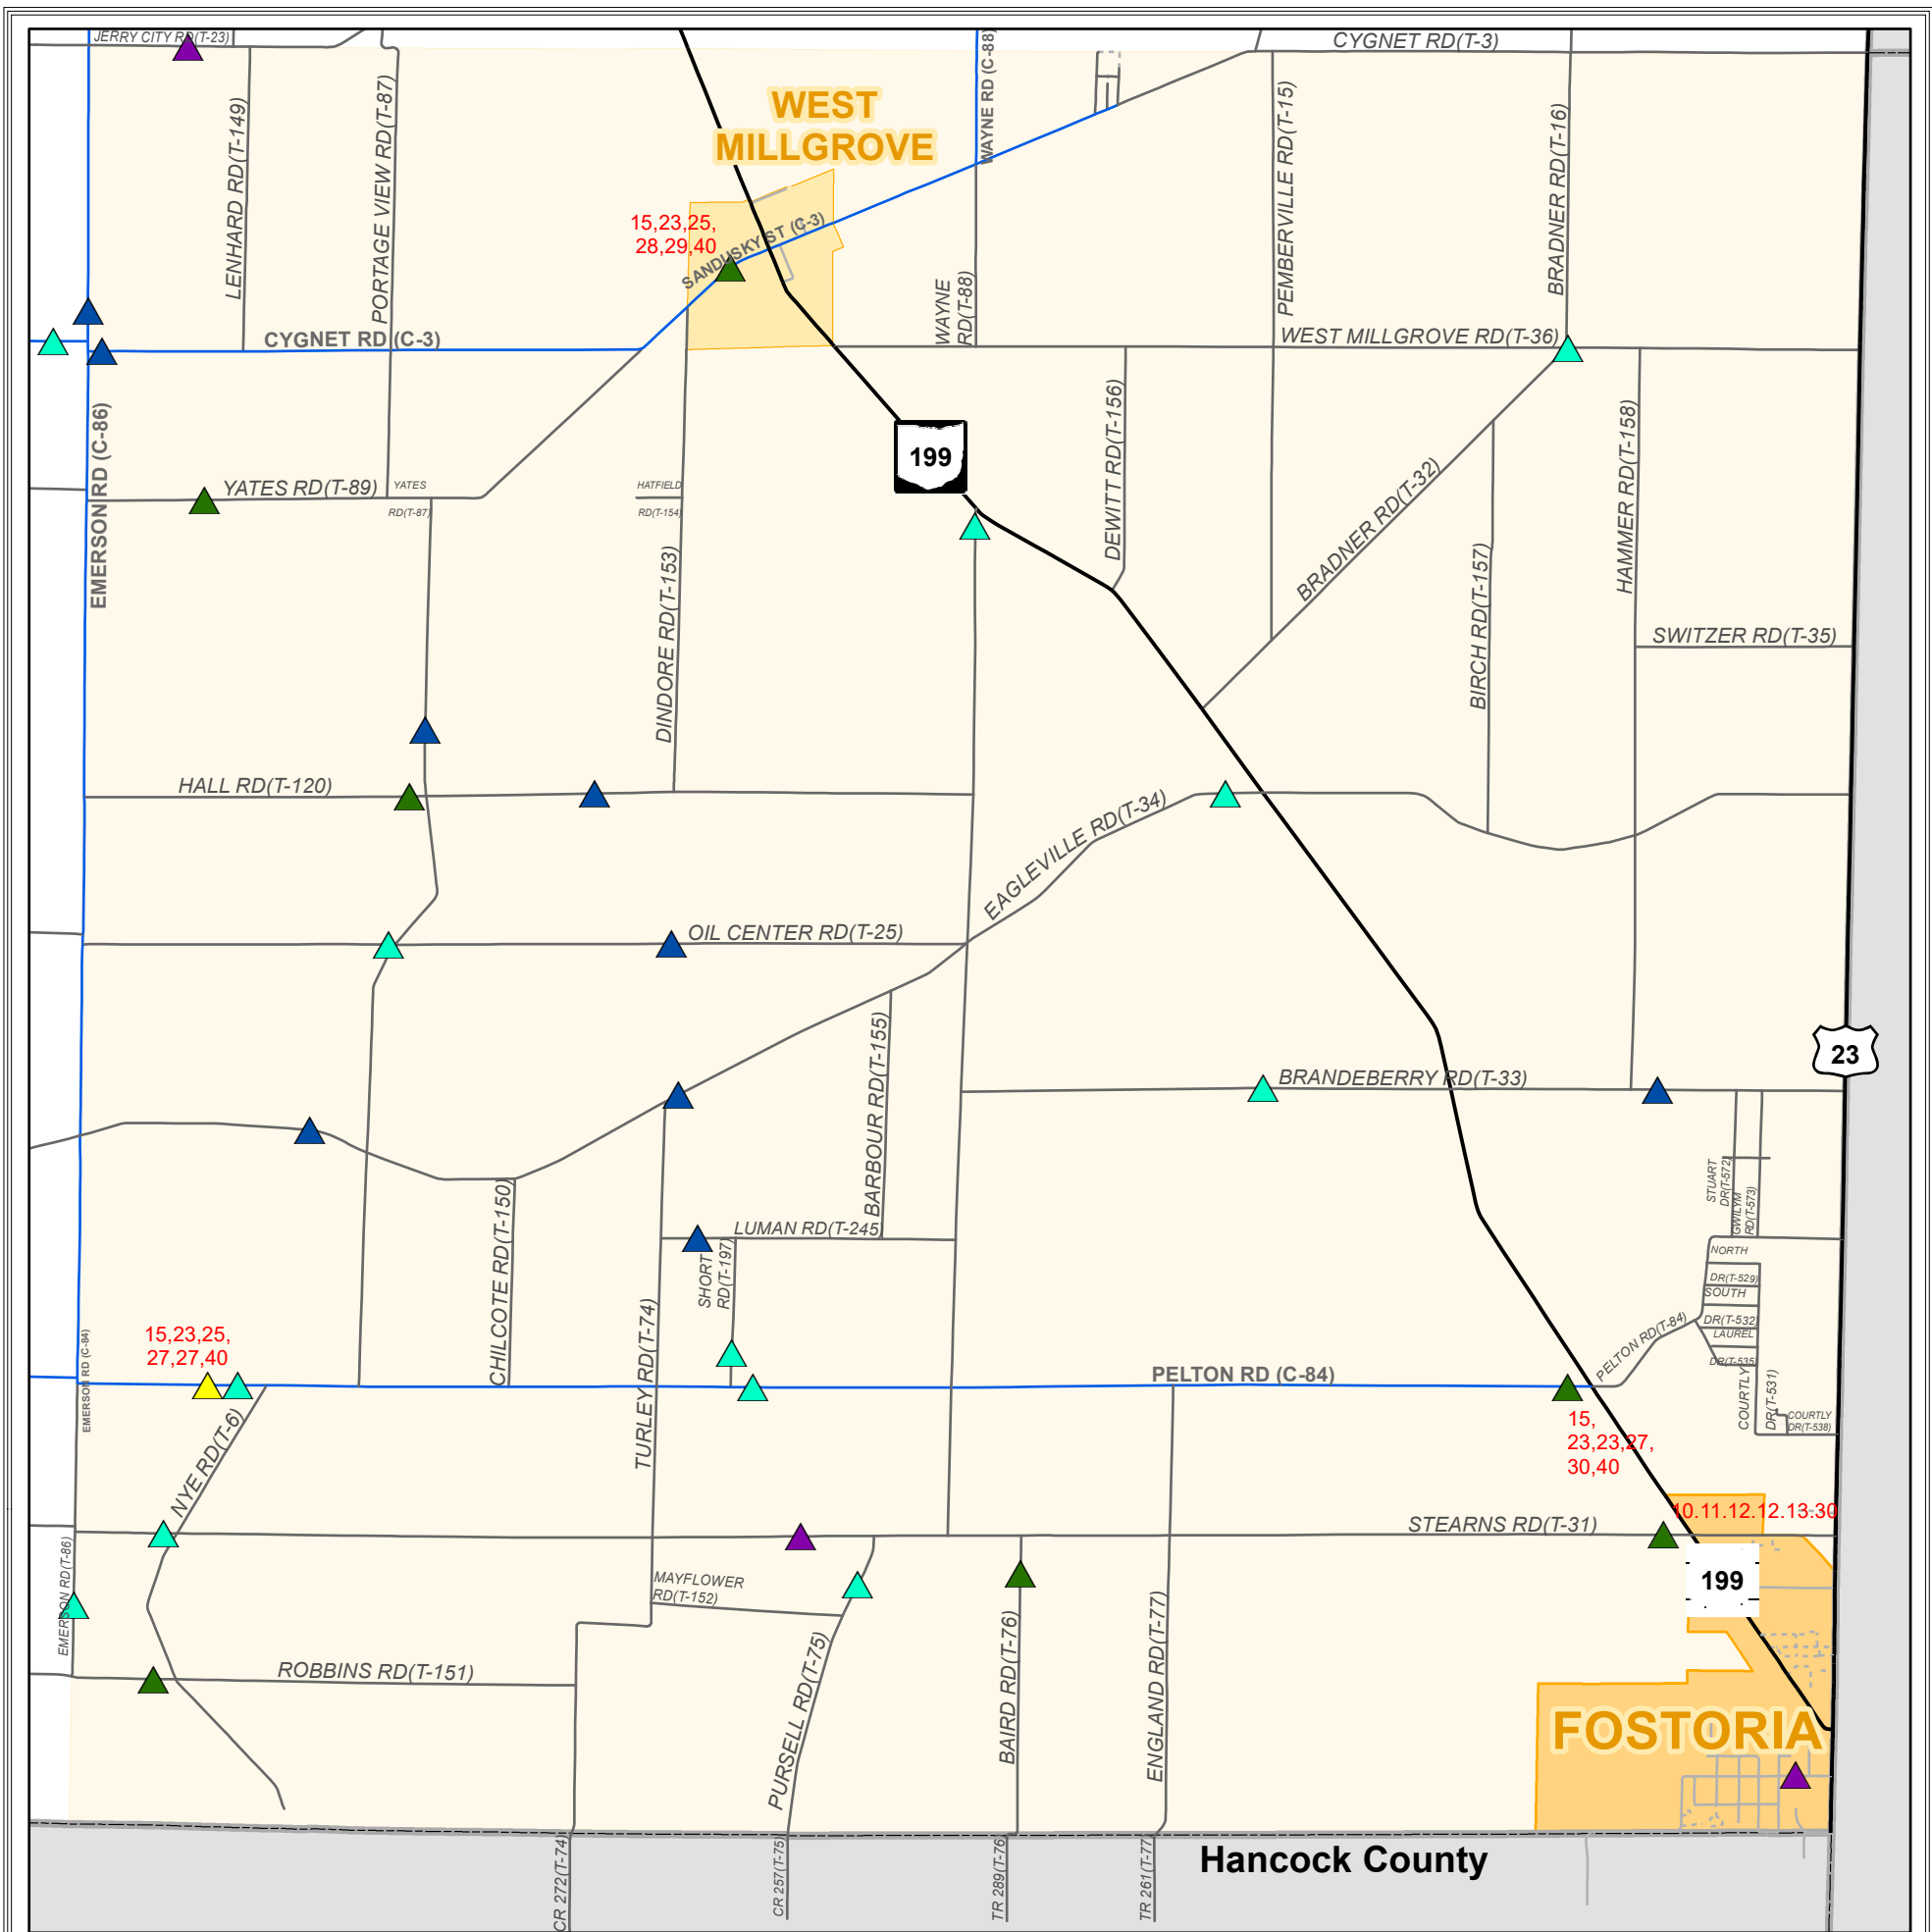 JERRY CITY RD(T-23)
WAYNE RD (C-88)
CYGNET RD(T-3)
LENHARD RD(T-149)
PORTAGE VIEW RD(T-87)
WEST
MILLGROVE
PEMBERVILLE RD(T-15)
BRADNER RD(T-16)
15,23,25,
28,29,40
SANDUSKY ST (C-3)
WAYNE
RD(T-88)
CYGNET RD (C-3)
WEST MILLGROVE RD(T-36)
EMERSON RD (C-86)
199
DEWITT RD(T-156)
BRADNER RD(T-32)
HAMMER RD(T-158)
YATES RD(T-89)
YATES
RD(T-87)
HATFIELD
RD(T-154)
DINDORE RD(T-153)
BIRCH RD(T-157)
SWITZER RD(T-35)
HALL RD(T-120)
EAGLEVILLE RD(T-34)
OIL CENTER RD(T-25)
BARBOUR RD(T-155)
23
BRANDEBERRY RD(T-33)
CHILCOTE RD(T-150)
STUART
DR(T-572)
GWILYM
RD(T-573)
LUMAN RD(T-245)
SHORT
RD(T-197)
NORTH
DR(T-529)
SOUTH
DR(T-532)
LAUREL
DR(T-535)
TURLEY RD(T-74)
EMERSON RD (C-84)
15,23,25,
27,27,40
PELTON RD (C-84)
PELTON RD(T-84)
COURTLY
DR(T-531)
COURTLY
DR(T-538)
NYE RD(T-6)
15,
23,23,27,
30,40
10.11.12.12.13.30
STEARNS RD(T-31)
EMERSON RD(T-86)
MAYFLOWER
RD(T-152)
199
PURSELL RD(T-75)
BAIRD RD(T-76)
ENGLAND RD(T-77)
ROBBINS RD(T-151)
FOSTORIA
CR 272(T-74)
CR 257(T-75)
TR 289(T-76)
TR 261(T-77)
Hancock County